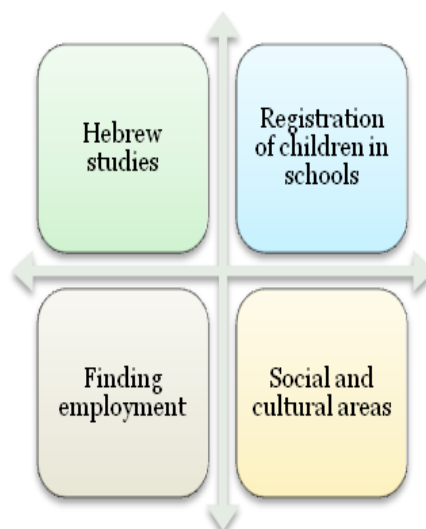 Hebrew
studies
Registration
of children in
schools
Finding
employment
Social and
cultural areas